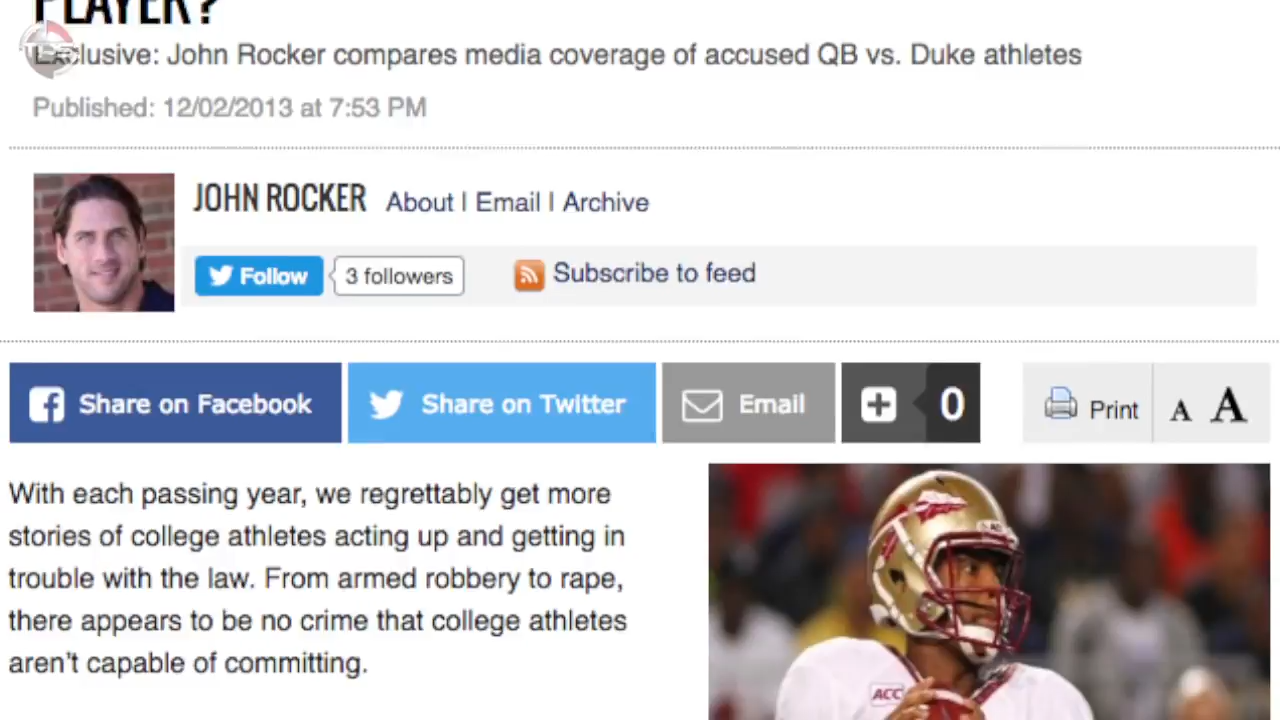 PLAYER?
Exclusive: John Rocker compares media coverage of accused QB vs. Duke athletes
Published: 12/02/2013 at 7:53 PM
JOHN ROCKER About | Email | Archive
Follow 3 followers Subscribe to feed
Share on Facebook Share on Twitter Email 0 Print A A
With each passing year, we regrettably get more
stories of college athletes acting up and getting in
trouble with the law. From armed robbery to rape,
there appears to be no crime that college athletes
aren't capable of committing.
ACC